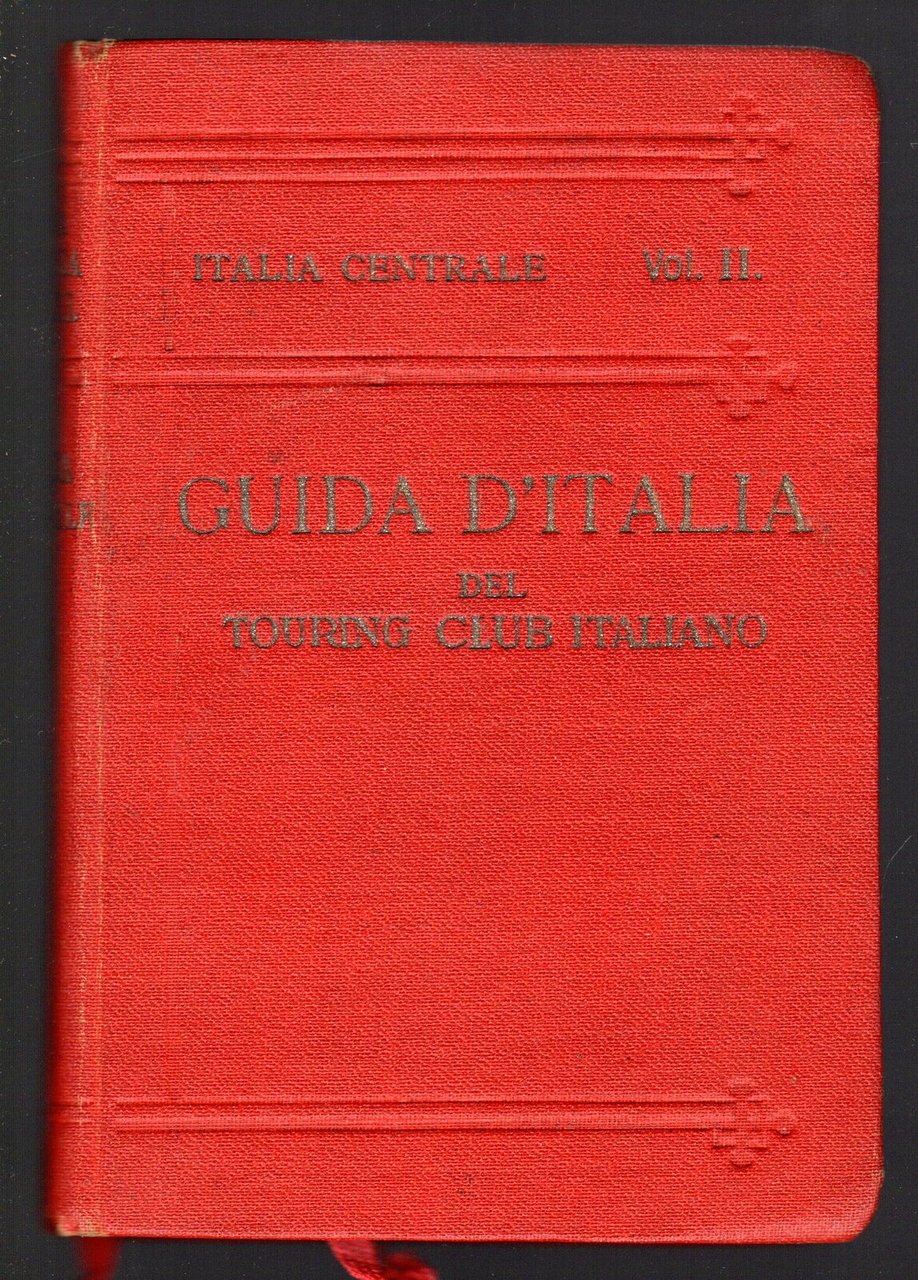 ITALIA CENTRALE Vol. II.
GUIDA D'ITALIA
DEL
TOURING CLUB ITALIANO